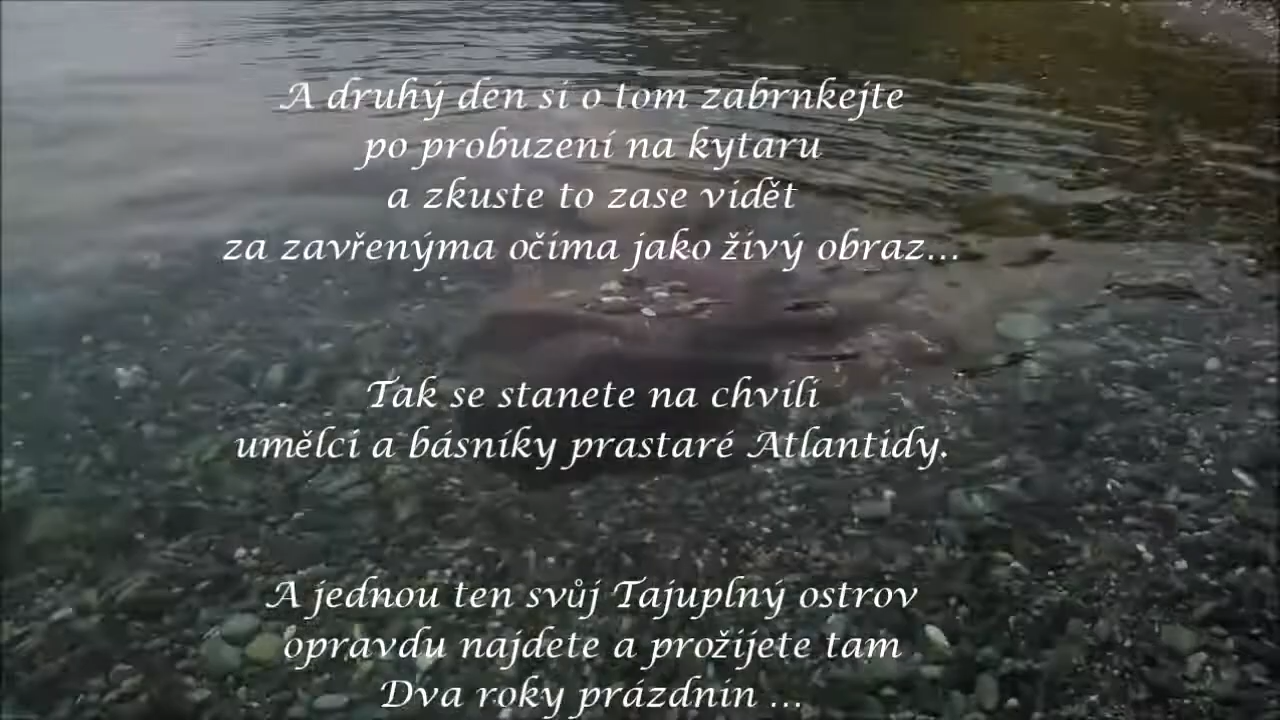 A druhý den si o tom zabrnkejte
po probuzení na kytaru
a zkuste to zase vidět
za zavřenýma očima jako živý obraz...
Tak se stanete na chvíli
umělci a básníky prastaré Atlantidy.
A jednou ten svůj Tajuplný ostrov
opravdu najdete a prožijete tam
Dva roky prázdnin ...